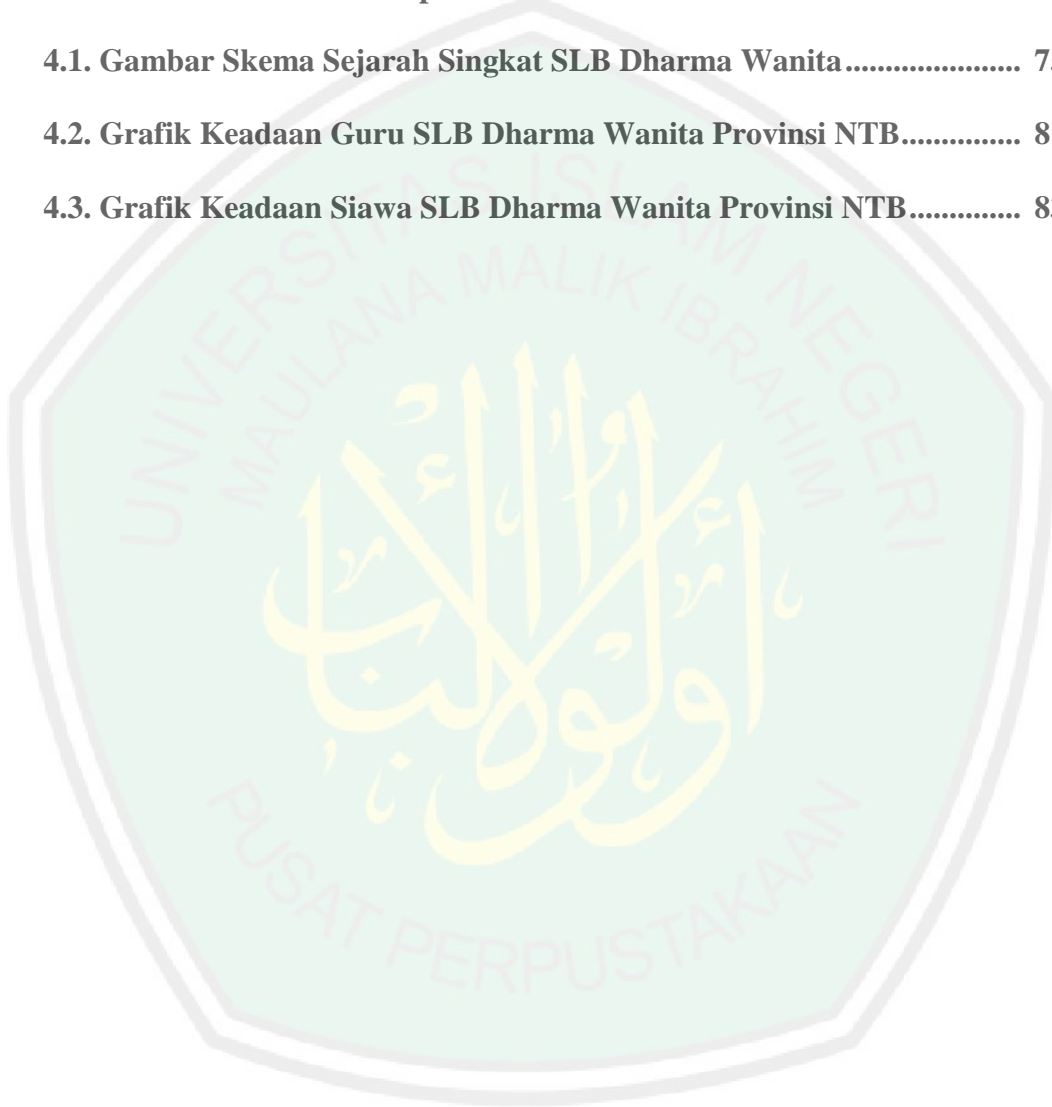 4.1. Gambar Skema Sejarah Singkat SLB Dharma Wanita...................... 7
4.2. Grafik Keadaan Guru SLB Dharma Wanita Provinsi NTB............... 8
4.3. Grafik Keadaan Siawa SLB Dharma Wanita Provinsi NTB.............. 8
UNIVERSITAS ISLAM NEGERI
MAULANA MALIK IBRAHIM
أولوا الألباب
PUSAT PERPUSTAKAAN